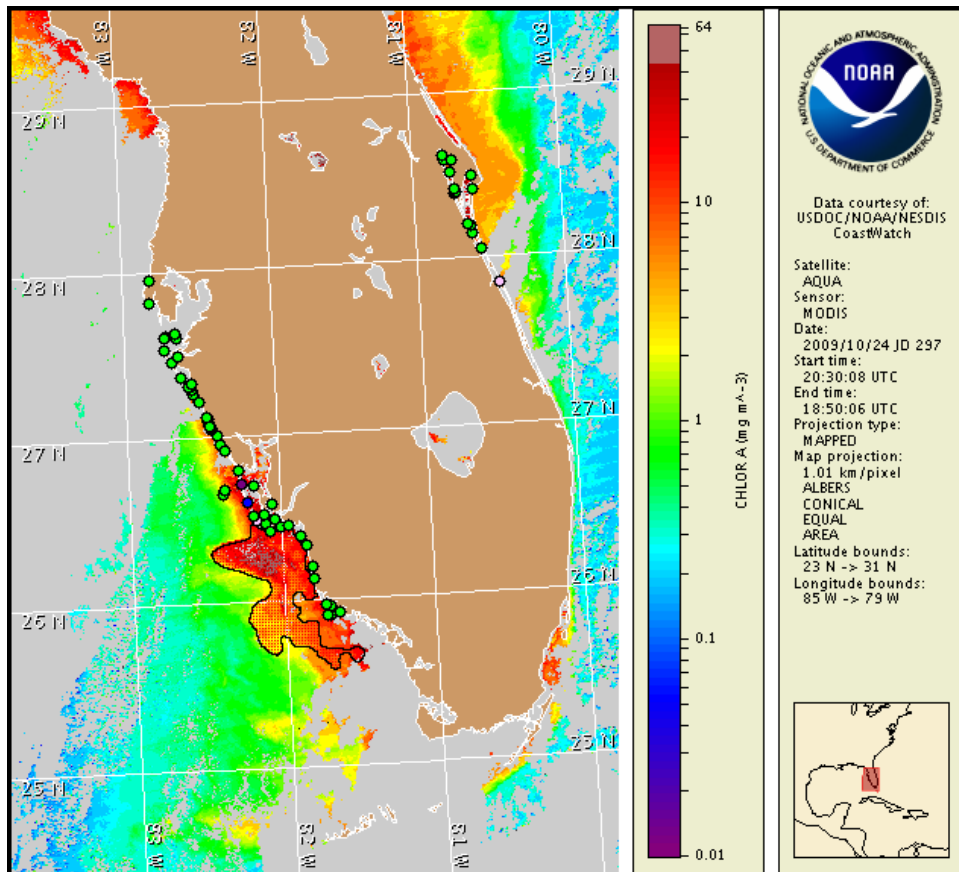 83 W
82 W
81 W
80 W
29 N
29 N
28 N
28 N
27 N
27 N
26 N
26 N
25 N
25 N
83 W
82 W
81 W
64
10
1
0.1
0.01
CHLOR A (mg m^-3)
NATIONAL OCEANIC AND ATMOSPHERIC ADMINISTRATION
NOAA
U.S. DEPARTMENT OF COMMERCE
Data courtesy of:
USDOC/NOAA/NESDIS
CoastWatch
Satellite:
AQUA
Sensor:
MODIS
Date:
2009/10/24 JD 297
Start time:
20:30:08 UTC
End time:
18:50:06 UTC
Projection type:
MAPPED
Map projection:
1.01 km/pixel
ALBERS
CONICAL
EQUAL
AREA
Latitude bounds:
23 N -> 31 N
Longitude bounds:
85 W -> 79 W